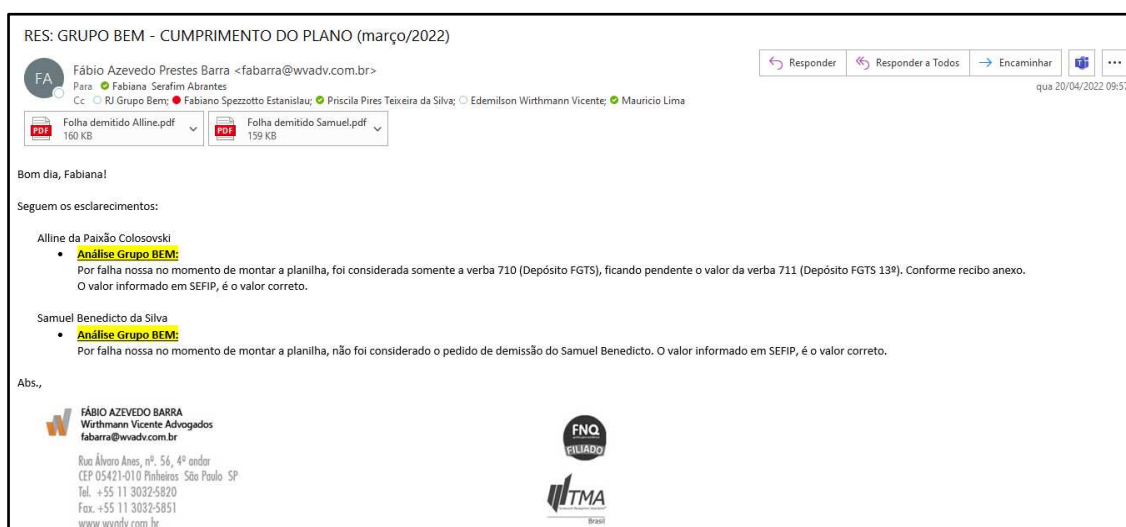 RES: GRUPO BEM - CUMPRIMENTO DO PLANO (março/2022)
FA
Fábio Azevedo Prestes Barra <fabarra@wvadv.com.br>
Para Fabiana Serafim Abrantes
Cc RJ Grupo Bem; Fabiano Spezzotto Estanislau; Priscila Pires Teixeira da Silva; Edemilson Wirthmann Vicente; Mauricio Lima
Responder Responder a Todos Encaminhar
qua 20/04/2022 09:57
PDF Folha demitido Alline.pdf
160 KB
PDF Folha demitido Samuel.pdf
159 KB
Bom dia, Fabiana!
Seguem os esclarecimentos:
Alline da Paixão Colosovski
• Análise Grupo BEM:
Por falha nossa no momento de montar a planilha, foi considerada somente a verba 710 (Depósito FGTS), ficando pendente o valor da verba 711 (Depósito FGTS 13º). Conforme recibo anexo.
O valor informado em SEFIP, é o valor correto.
Samuel Benedicto da Silva
• Análise Grupo BEM:
Por falha nossa no momento de montar a planilha, não foi considerado o pedido de demissão do Samuel Benedicto. O valor informado em SEFIP, é o valor correto.
Abs.,
FÁBIO AZEVEDO BARRA
Wirthmann Vicente Advogados
fabarra@wvadv.com.br
Rua Álvaro Anes, nº. 56, 4º andar
CEP 05421-010 Pinheiros São Paulo SP
Tel. +55 11 3032-5820
Fax. +55 11 3032-5851
www.wvadv.com.br
FNQ
FILIADO
TMA
Brasil